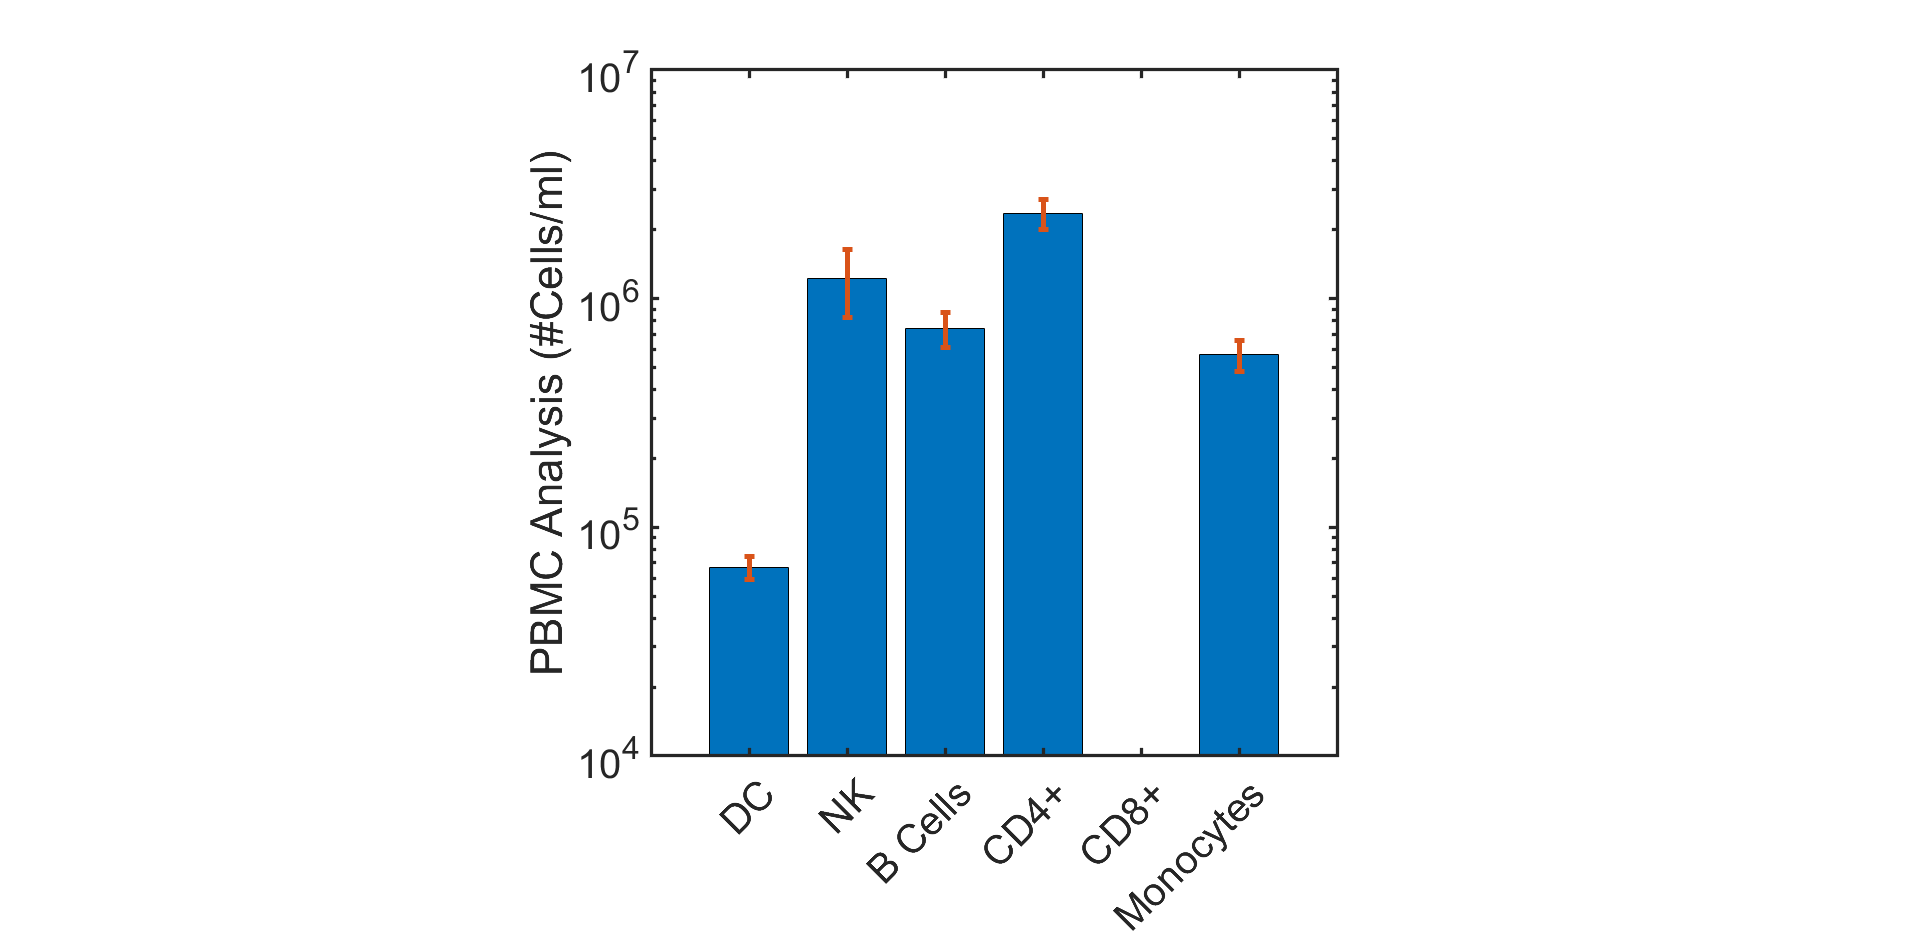 PBMC Analysis (#Cells/ml)
10^7
10^6
10^5
10^4
DC
NK
B Cells
CD4+
CD8+
Monocytes